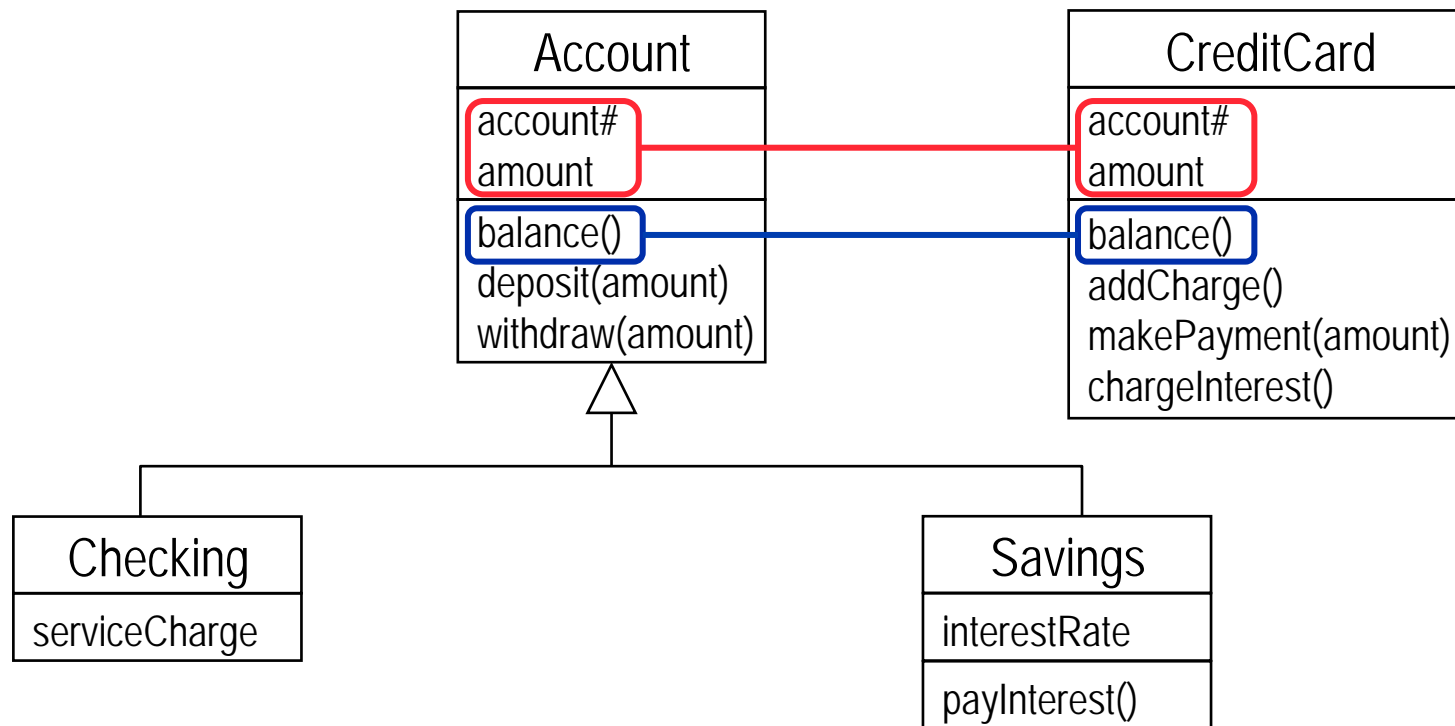 Account
account#
amount
balance()
deposit(amount)
withdraw(amount)
CreditCard
account#
amount
balance()
addCharge()
makePayment(amount)
chargeInterest()
Checking
serviceCharge
Savings
interestRate
payInterest()